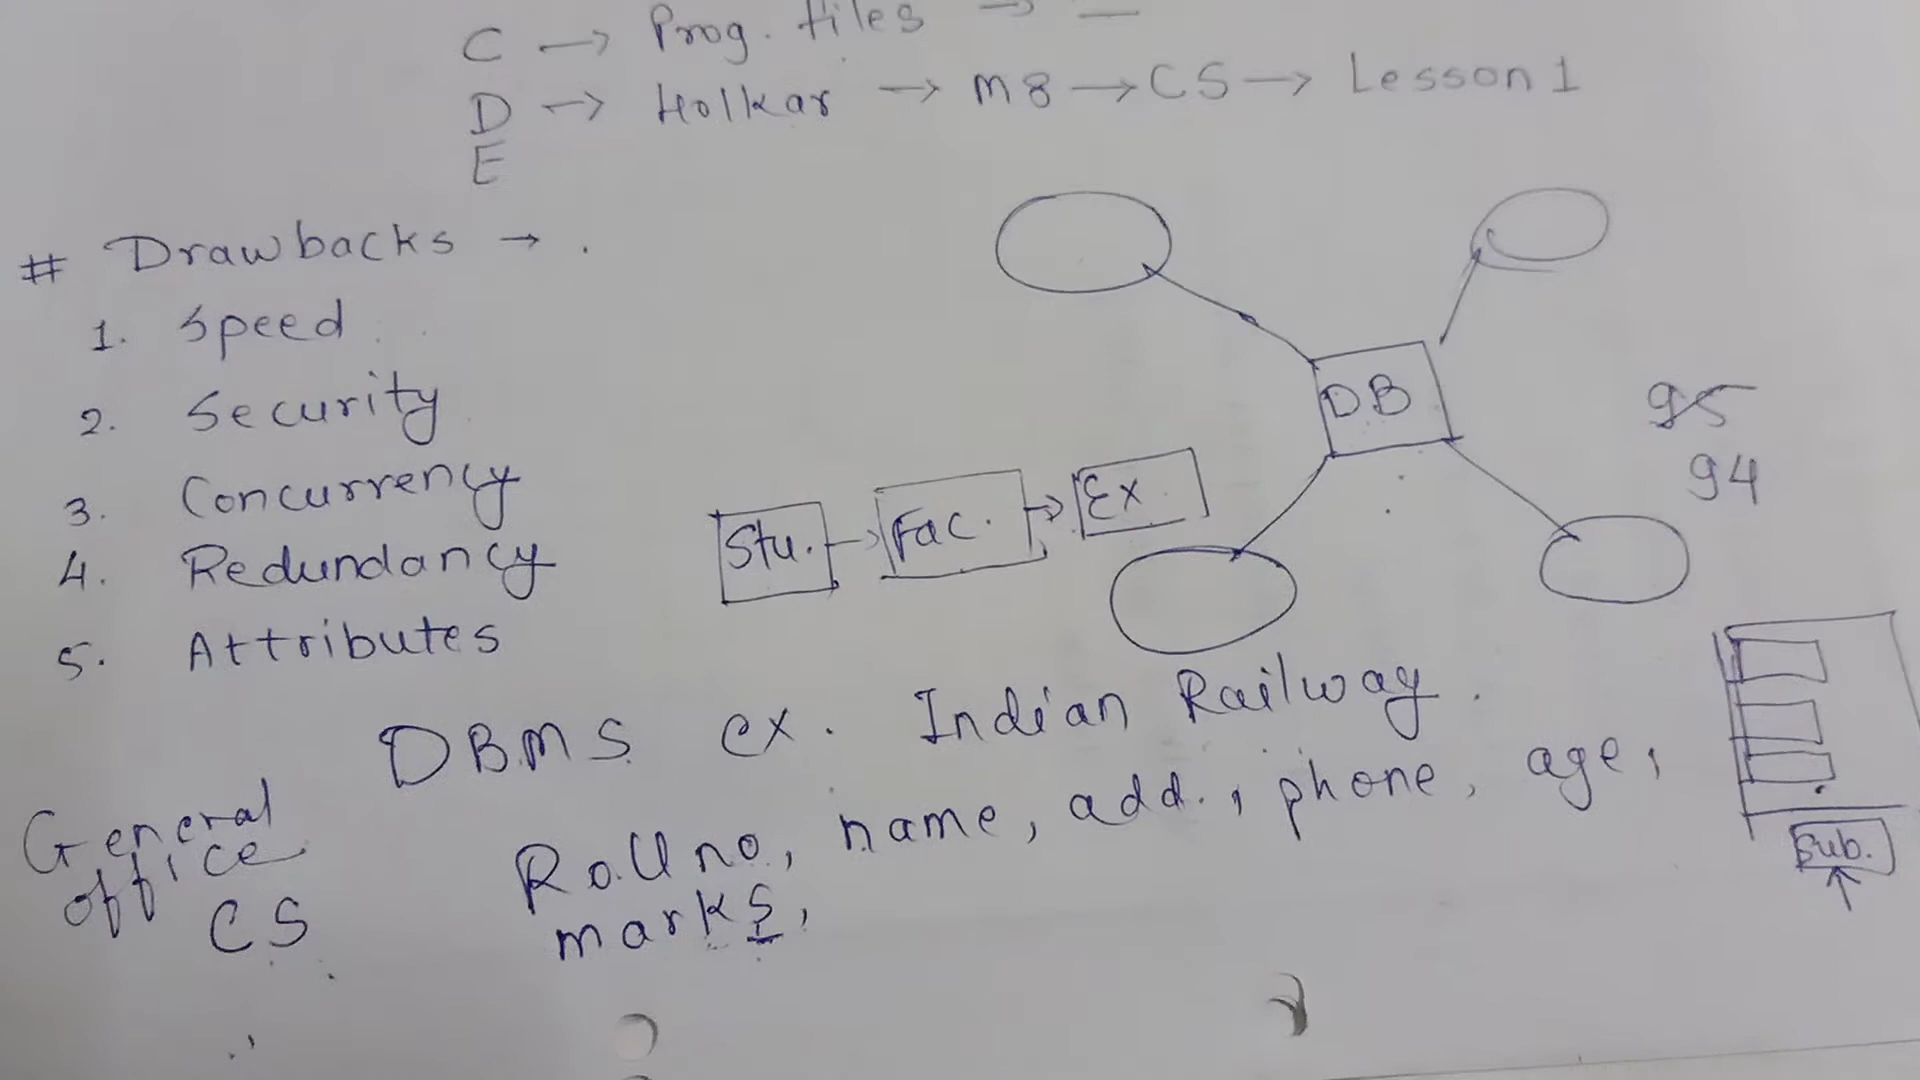 C → Prog. files → —
D → Holkar → M8 → CS → Lesson 1
E
# Drawbacks → .
1. Speed
2. Security
3. Concurrency
4. Redundancy
5. Attributes
DB
95
94
Stu. → Fac. → Ex.
DBMS ex. Indian Railway.
General office
CS
Roll no, name, add., phone, age,
marks,
Sub.